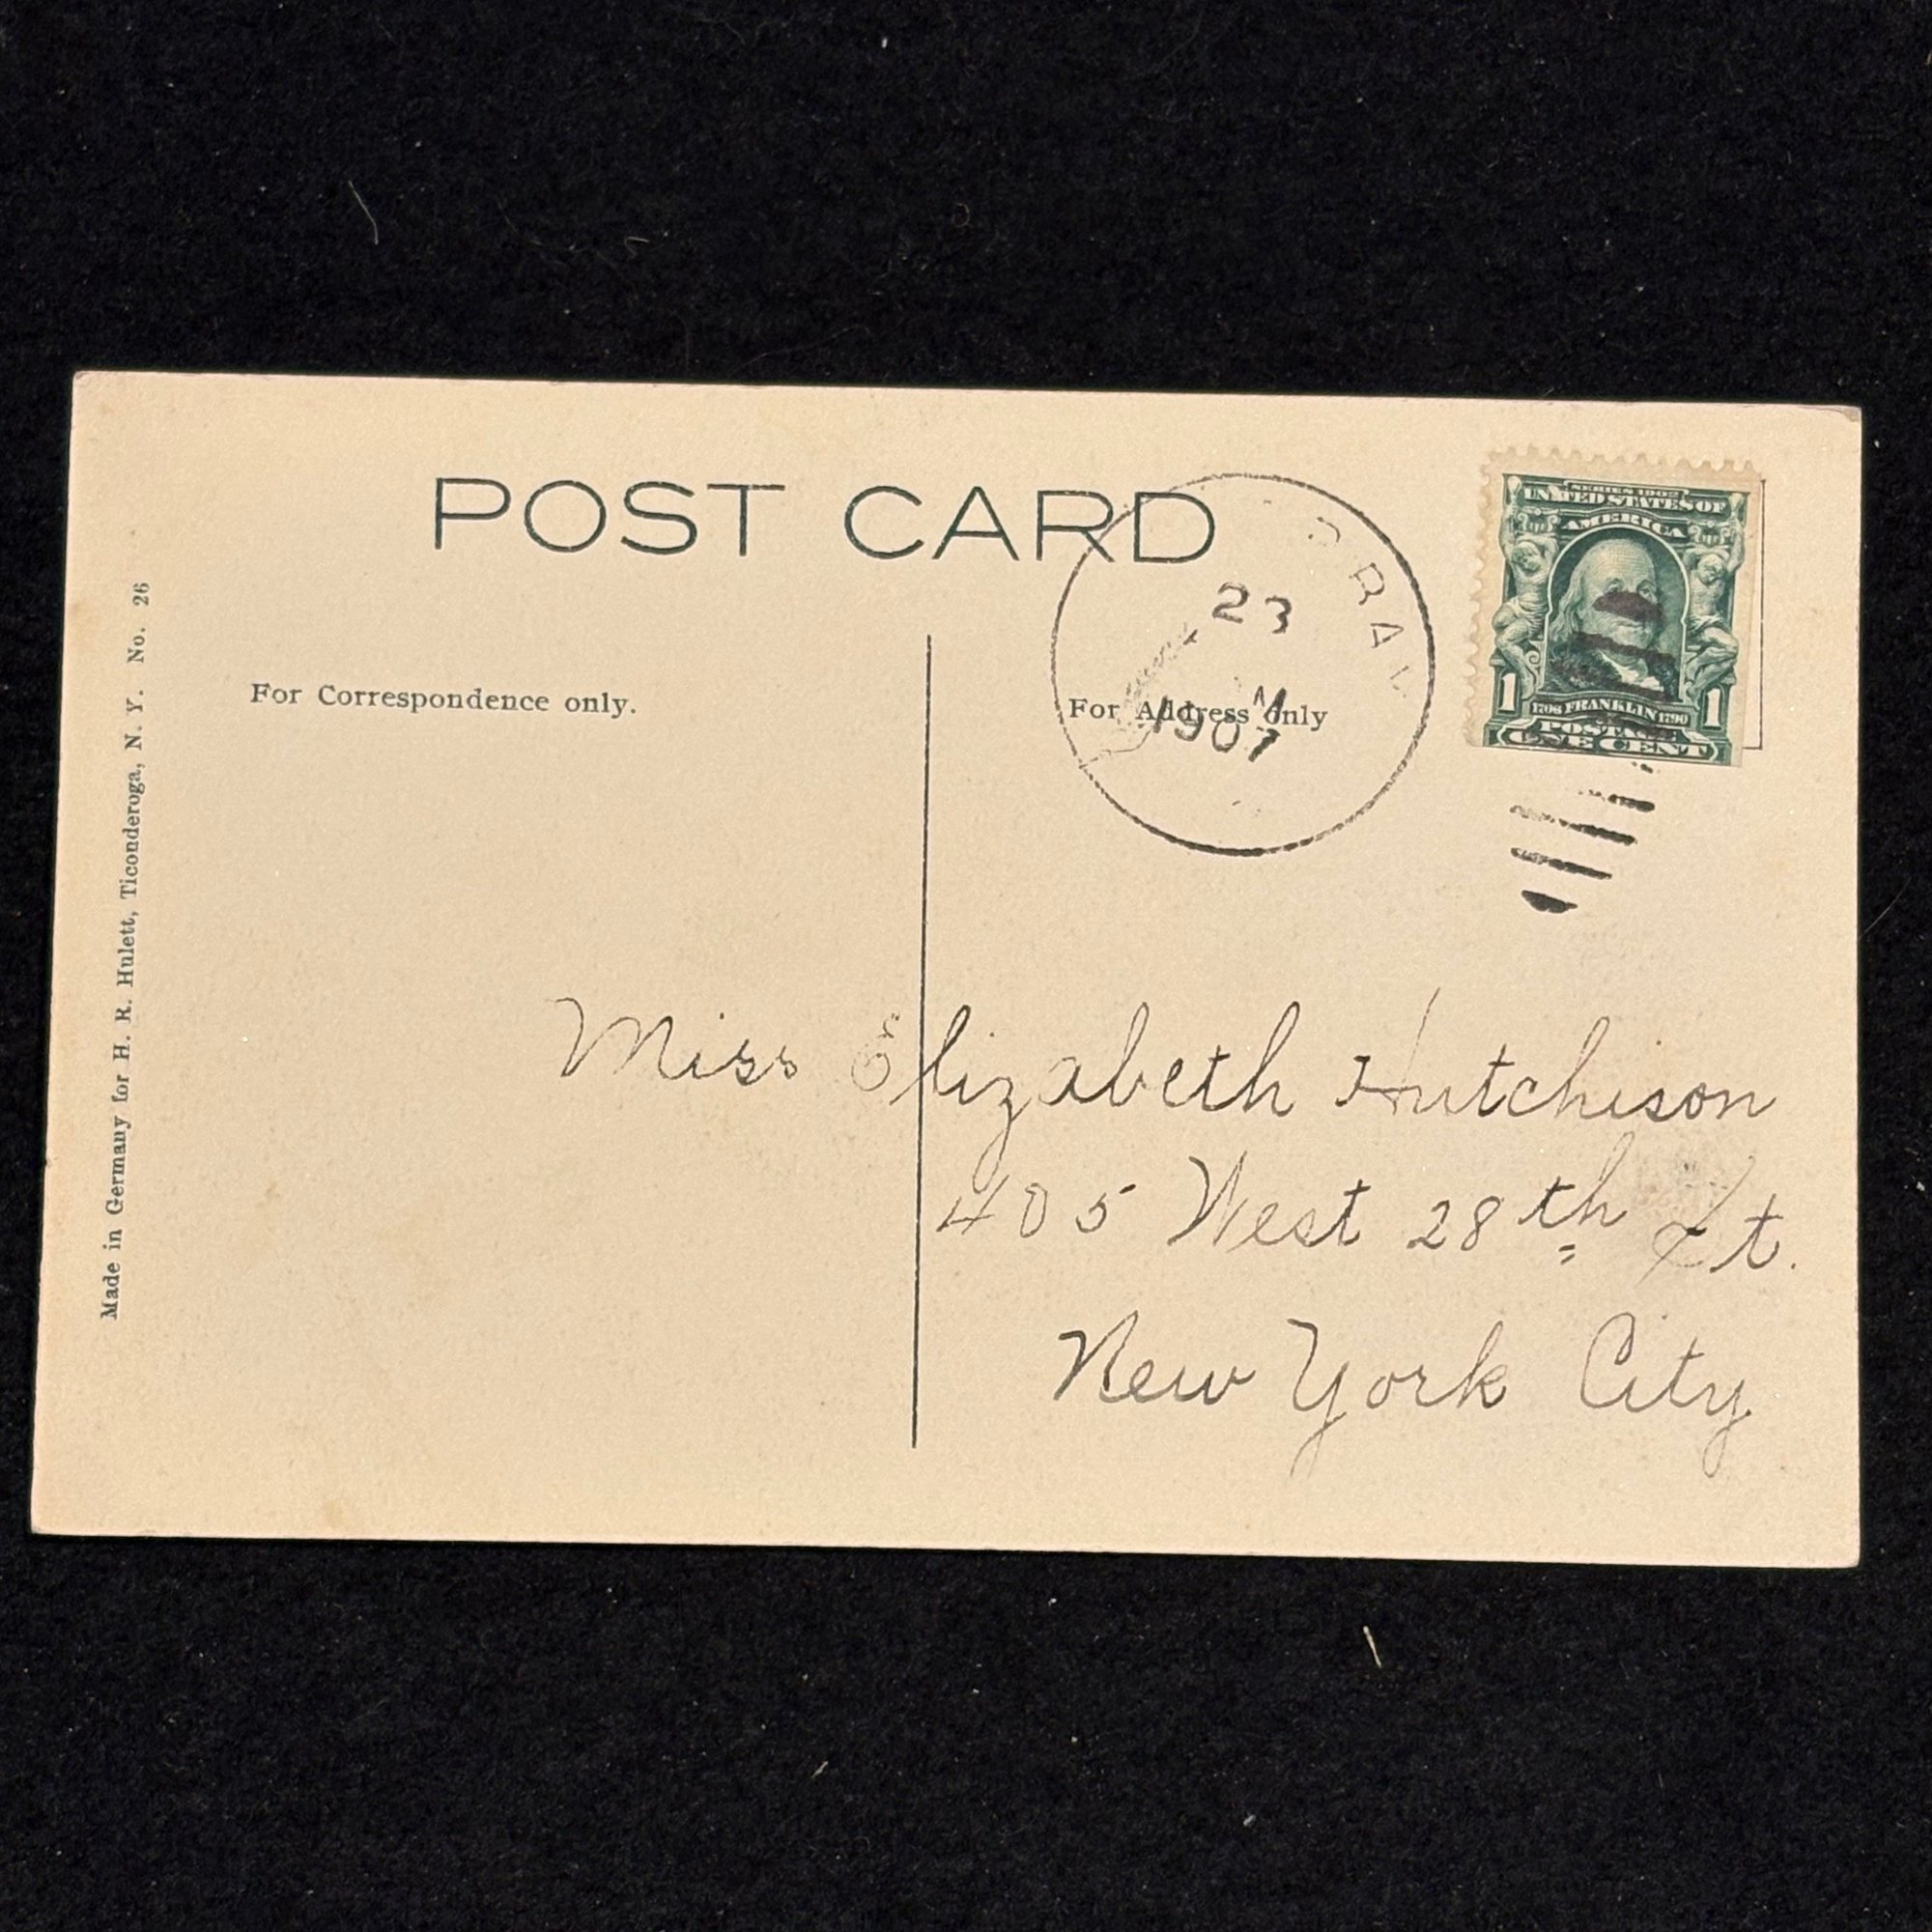 POST CARD
For Correspondence only.
For Address only
23
M
1907
SERIES 1902
UNITED STATES OF
AMERICA
1706 FRANKLIN 1790
1 1
POSTAGE
ONE CENT
Miss Elizabeth Hutchison
405 West 28th St.
New York City
Made in Germany for H. R. Hulett, Ticonderoga, N. Y. No. 26